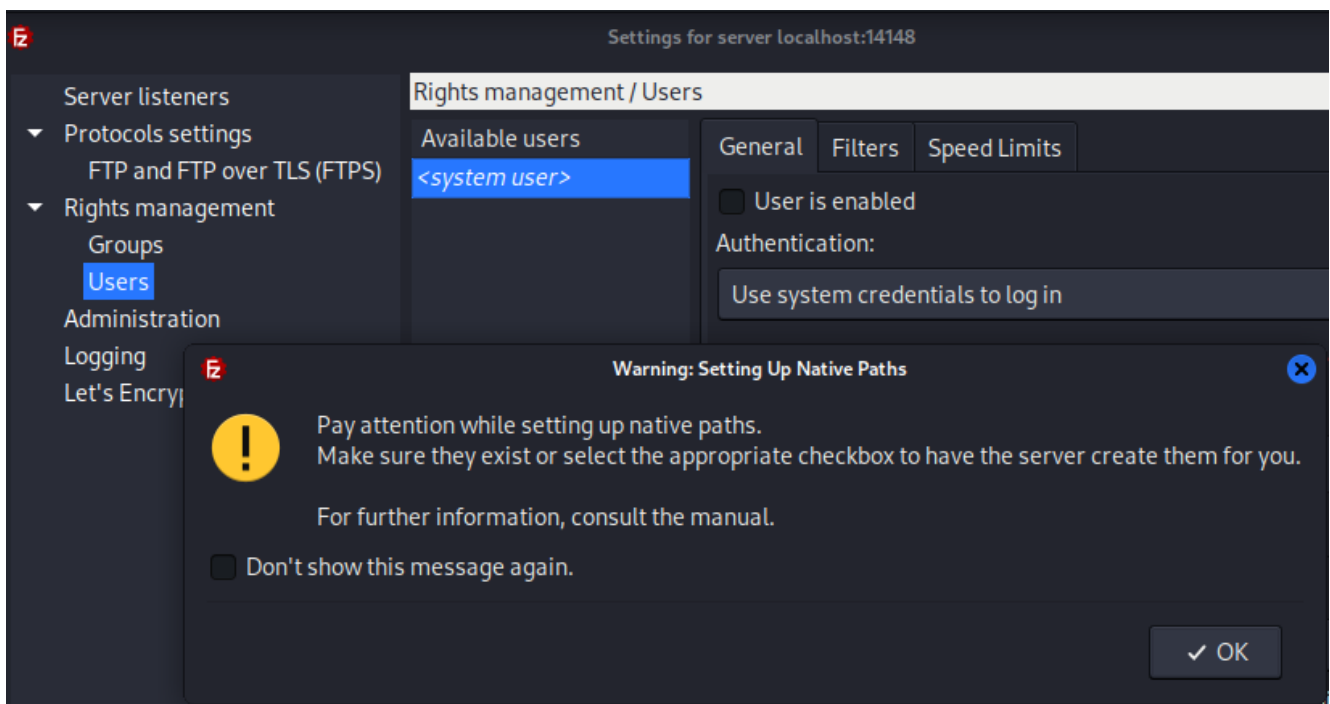 Settings for server localhost:14148
Server listeners
Protocols settings
FTP and FTP over TLS (FTPS)
Rights management
Groups
Users
Administration
Logging
Let's Encryp
Rights management / Users
Available users
<system user>
General Filters Speed Limits
User is enabled
Authentication:
Use system credentials to log in
Warning: Setting Up Native Paths
Pay attention while setting up native paths.
Make sure they exist or select the appropriate checkbox to have the server create them for you.
For further information, consult the manual.
Don't show this message again.
OK